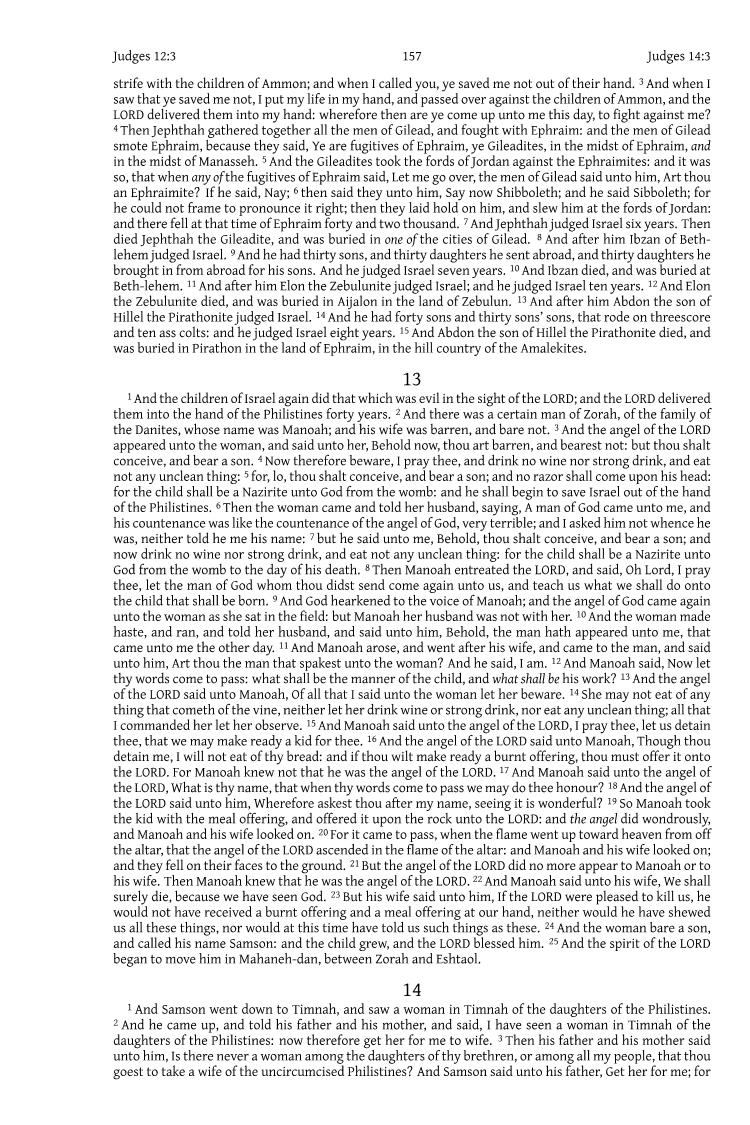 Judges 12:3 157 Judges 14:3
strife with the children of Ammon; and when I called you, ye saved me not out of their hand. 3 And when I
saw that ye saved me not, I put my life in my hand, and passed over against the children of Ammon, and the
LORD delivered them into my hand: wherefore then are ye come up unto me this day, to fight against me?
4 Then Jephthah gathered together all the men of Gilead, and fought with Ephraim: and the men of Gilead
smote Ephraim, because they said, Ye are fugitives of Ephraim, ye Gileadites, in the midst of Ephraim, and
in the midst of Manasseh. 5 And the Gileadites took the fords of Jordan against the Ephraimites: and it was
so, that when any of the fugitives of Ephraim said, Let me go over, the men of Gilead said unto him, Art thou
an Ephraimite? If he said, Nay; 6 then said they unto him, Say now Shibboleth; and he said Sibboleth; for
he could not frame to pronounce it right; then they laid hold on him, and slew him at the fords of Jordan:
and there fell at that time of Ephraim forty and two thousand. 7 And Jephthah judged Israel six years. Then
died Jephthah the Gileadite, and was buried in one of the cities of Gilead. 8 And after him Ibzan of Beth-
lehem judged Israel. 9 And he had thirty sons, and thirty daughters he sent abroad, and thirty daughters he
brought in from abroad for his sons. And he judged Israel seven years. 10 And Ibzan died, and was buried at
Beth-lehem. 11 And after him Elon the Zebulunite judged Israel; and he judged Israel ten years. 12 And Elon
the Zebulunite died, and was buried in Aijalon in the land of Zebulun. 13 And after him Abdon the son of
Hillel the Pirathonite judged Israel. 14 And he had forty sons and thirty sons' sons, that rode on threescore
and ten ass colts: and he judged Israel eight years. 15 And Abdon the son of Hillel the Pirathonite died, and
was buried in Pirathon in the land of Ephraim, in the hill country of the Amalekites.
13
1 And the children of Israel again did that which was evil in the sight of the LORD; and the LORD delivered
them into the hand of the Philistines forty years. 2 And there was a certain man of Zorah, of the family of
the Danites, whose name was Manoah; and his wife was barren, and bare not. 3 And the angel of the LORD
appeared unto the woman, and said unto her, Behold now, thou art barren, and bearest not: but thou shalt
conceive, and bear a son. 4 Now therefore beware, I pray thee, and drink no wine nor strong drink, and eat
not any unclean thing: 5 for, lo, thou shalt conceive, and bear a son; and no razor shall come upon his head:
for the child shall be a Nazirite unto God from the womb: and he shall begin to save Israel out of the hand
of the Philistines. 6 Then the woman came and told her husband, saying, A man of God came unto me, and
his countenance was like the countenance of the angel of God, very terrible; and I asked him not whence he
was, neither told he me his name: 7 but he said unto me, Behold, thou shalt conceive, and bear a son; and
now drink no wine nor strong drink, and eat not any unclean thing: for the child shall be a Nazirite unto
God from the womb to the day of his death. 8 Then Manoah entreated the LORD, and said, Oh Lord, I pray
thee, let the man of God whom thou didst send come again unto us, and teach us what we shall do onto
the child that shall be born. 9 And God hearkened to the voice of Manoah; and the angel of God came again
unto the woman as she sat in the field: but Manoah her husband was not with her. 10 And the woman made
haste, and ran, and told her husband, and said unto him, Behold, the man hath appeared unto me, that
came unto me the other day. 11 And Manoah arose, and went after his wife, and came to the man, and said
unto him, Art thou the man that spakest unto the woman? And he said, I am. 12 And Manoah said, Now let
thy words come to pass: what shall be the manner of the child, and what shall be his work? 13 And the angel
of the LORD said unto Manoah, Of all that I said unto the woman let her beware. 14 She may not eat of any
thing that cometh of the vine, neither let her drink wine or strong drink, nor eat any unclean thing; all that
I commanded her let her observe. 15 And Manoah said unto the angel of the LORD, I pray thee, let us detain
thee, that we may make ready a kid for thee. 16 And the angel of the LORD said unto Manoah, Though thou
detain me, I will not eat of thy bread: and if thou wilt make ready a burnt offering, thou must offer it onto
the LORD. For Manoah knew not that he was the angel of the LORD. 17 And Manoah said unto the angel of
the LORD, What is thy name, that when thy words come to pass we may do thee honour? 18 And the angel of
the LORD said unto him, Wherefore askest thou after my name, seeing it is wonderful? 19 So Manoah took
the kid with the meal offering, and offered it upon the rock unto the LORD: and the angel did wondrously,
and Manoah and his wife looked on. 20 For it came to pass, when the flame went up toward heaven from off
the altar, that the angel of the LORD ascended in the flame of the altar: and Manoah and his wife looked on;
and they fell on their faces to the ground. 21 But the angel of the LORD did no more appear to Manoah or to
his wife. Then Manoah knew that he was the angel of the LORD. 22 And Manoah said unto his wife, We shall
surely die, because we have seen God. 23 But his wife said unto him, If the LORD were pleased to kill us, he
would not have received a burnt offering and a meal offering at our hand, neither would he have shewed
us all these things, nor would at this time have told us such things as these. 24 And the woman bare a son,
and called his name Samson: and the child grew, and the LORD blessed him. 25 And the spirit of the LORD
began to move him in Mahaneh-dan, between Zorah and Eshtaol.
14
1 And Samson went down to Timnah, and saw a woman in Timnah of the daughters of the Philistines.
2 And he came up, and told his father and his mother, and said, I have seen a woman in Timnah of the
daughters of the Philistines: now therefore get her for me to wife. 3 Then his father and his mother said
unto him, Is there never a woman among the daughters of thy brethren, or among all my people, that thou
goest to take a wife of the uncircumcised Philistines? And Samson said unto his father, Get her for me; for